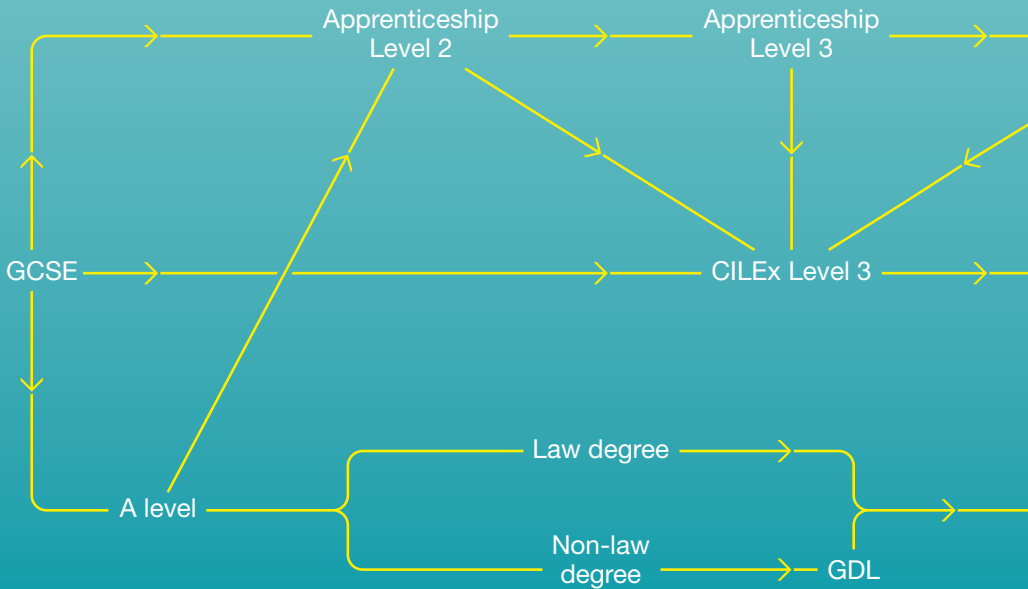 Apprenticeship
Level 2
Apprenticeship
Level 3
GCSE
CILEx Level 3
Law degree
A level
Non-law
degree
GDL